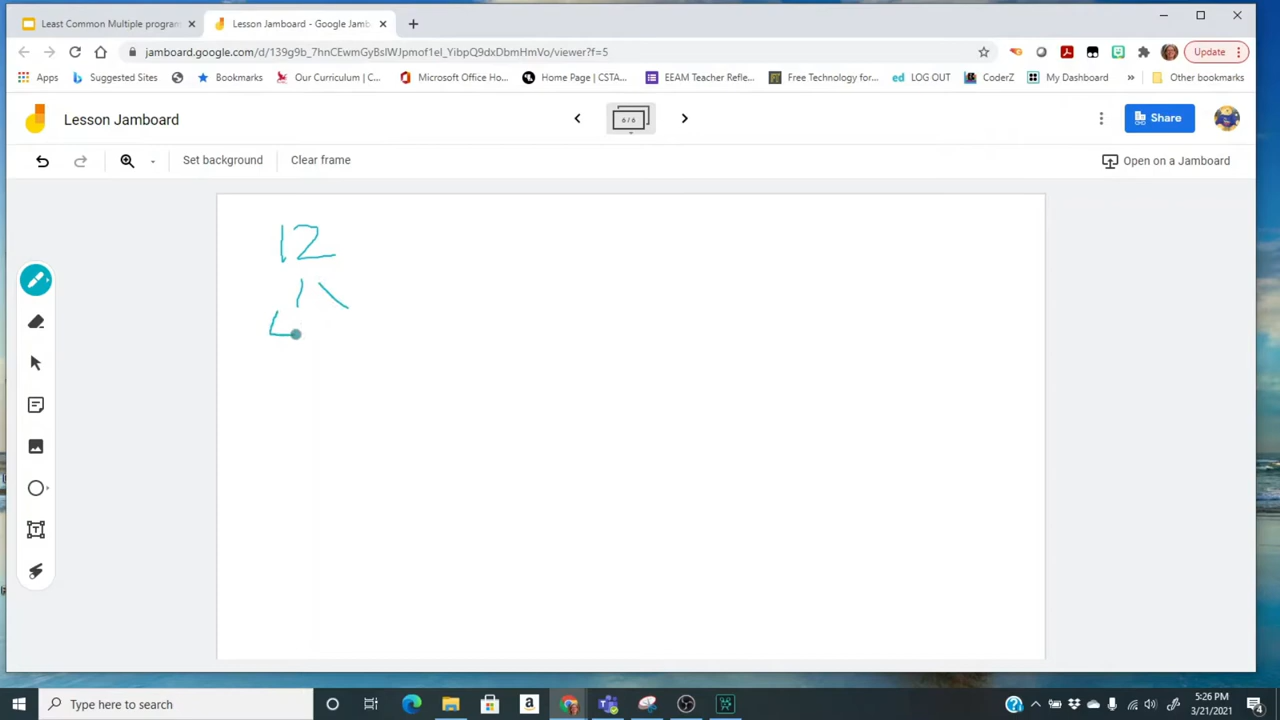 Least Common Multiple program
Lesson Jamboard - Google Jamb
jamboard.google.com/d/139g9b_7hnCEwmGyBsIWJpmof1eI_YibpQ9dxDbmHmVo/viewer?f=5
Update
Apps
Suggested Sites
Bookmarks
Our Curriculum | C...
Microsoft Office Ho...
Home Page | CSTA...
EEAM Teacher Refle...
Free Technology for...
ed LOG OUT
CoderZ
My Dashboard
»
Other bookmarks
Lesson Jamboard
6 / 6
Share
Set background
Clear frame
Open on a Jamboard
12
Type here to search
5:26 PM
3/21/2021
4